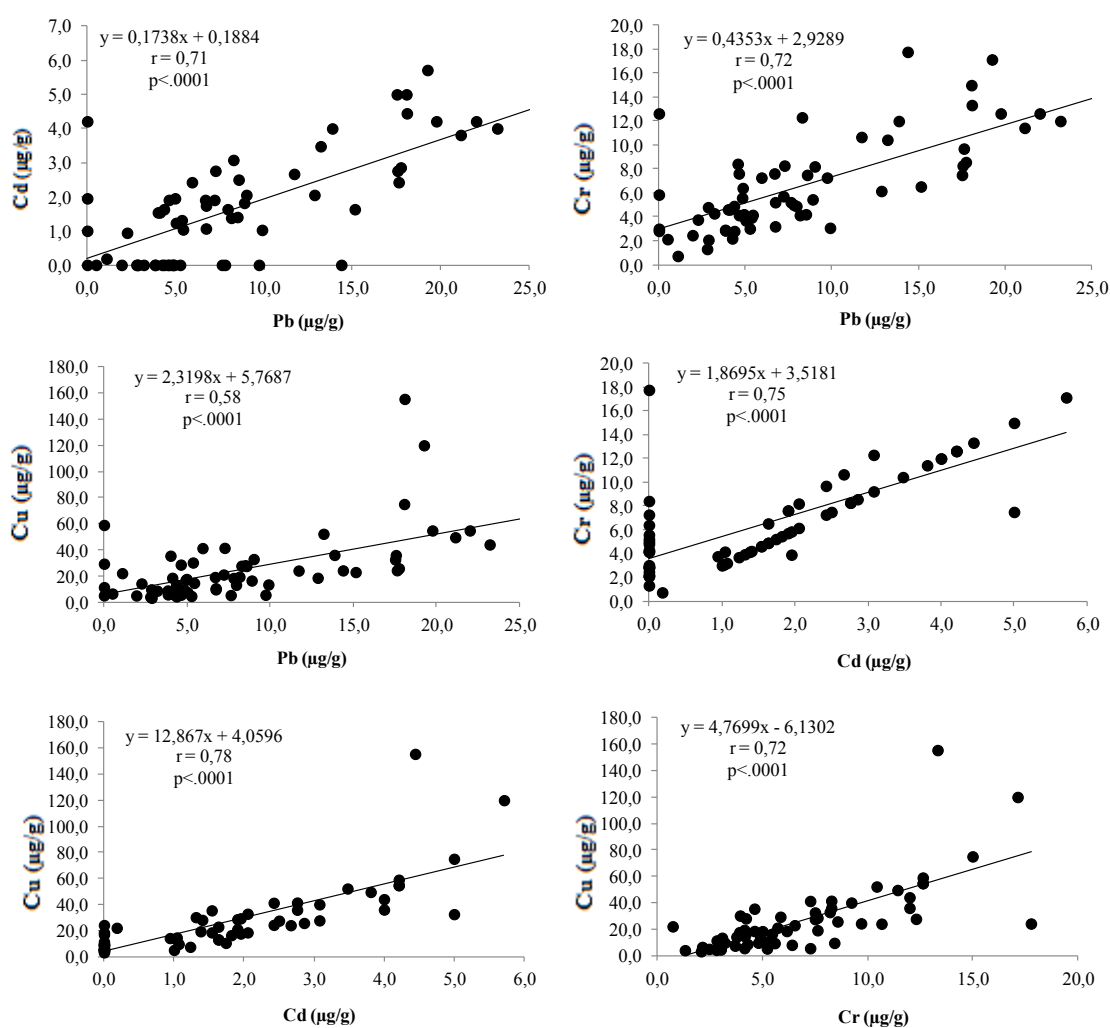 y = 0,1738x + 0,1884
r = 0,71
p<.0001
7,0
6,0
5,0
4,0
3,0
2,0
1,0
0,0
Cd (µg/g)
0,0 5,0 10,0 15,0 20,0 25,0
Pb (µg/g)
y = 0,4353x + 2,9289
r = 0,72
p<.0001
20,0
18,0
16,0
14,0
12,0
10,0
8,0
6,0
4,0
2,0
0,0
Cr (µg/g)
0,0 5,0 10,0 15,0 20,0 25,0
Pb (µg/g)
y = 2,3198x + 5,7687
r = 0,58
p<.0001
180,0
160,0
140,0
120,0
100,0
80,0
60,0
40,0
20,0
0,0
Cu (µg/g)
0,0 5,0 10,0 15,0 20,0 25,0
Pb (µg/g)
y = 1,8695x + 3,5181
r = 0,75
p<.0001
20,0
18,0
16,0
14,0
12,0
10,0
8,0
6,0
4,0
2,0
0,0
Cr (µg/g)
0,0 1,0 2,0 3,0 4,0 5,0 6,0
Cd (µg/g)
y = 12,867x + 4,0596
r = 0,78
p<.0001
180,0
160,0
140,0
120,0
100,0
80,0
60,0
40,0
20,0
0,0
Cu (µg/g)
0,0 1,0 2,0 3,0 4,0 5,0 6,0
Cd (µg/g)
y = 4,7699x - 6,1302
r = 0,72
p<.0001
180,0
160,0
140,0
120,0
100,0
80,0
60,0
40,0
20,0
0,0
Cu (µg/g)
0,0 5,0 10,0 15,0 20,0
Cr (µg/g)